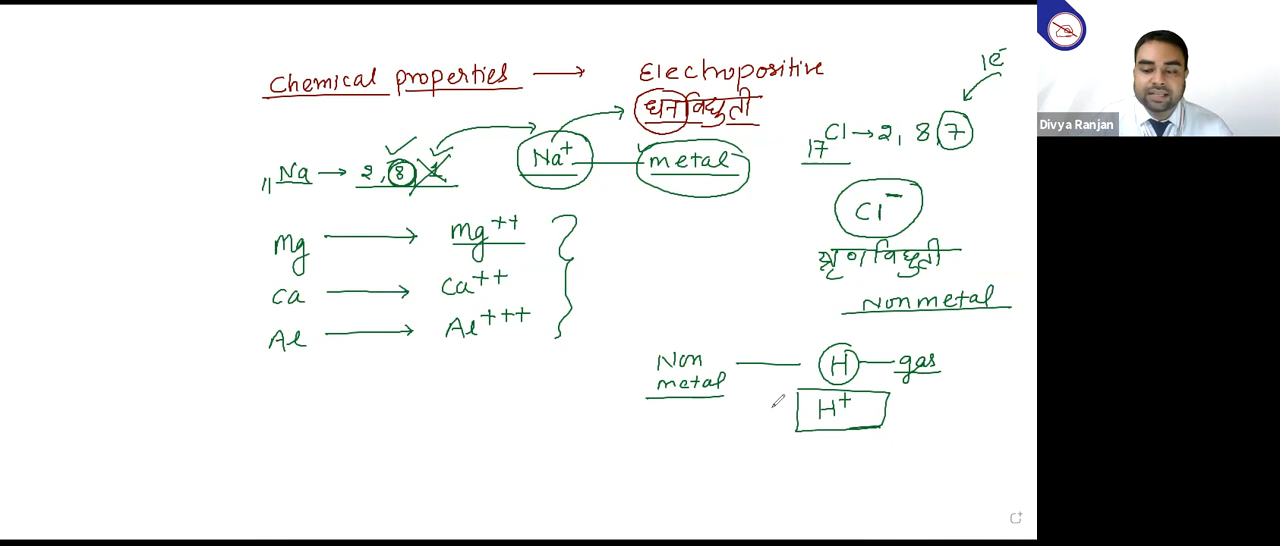 Chemical properties → Electropositive
धनविद्युती
1e⁻
₁₁Na → 2, 8, 1 Na⁺ metal
₁₇Cl → 2, 8, 7
Mg → Mg⁺⁺
Cl⁻
Ca → Ca⁺⁺
ऋणविद्युती
Al → Al⁺⁺⁺
Nonmetal
Non metal — H — gas
H⁺
Divya Ranjan